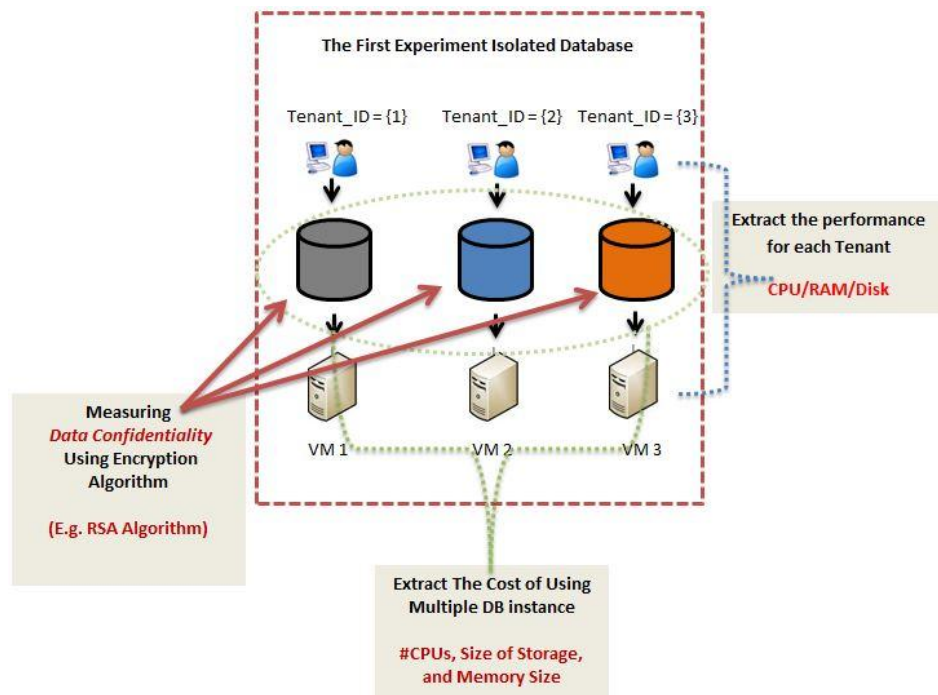 The First Experiment Isolated Database
Tenant_ID = {1}
Tenant_ID = {2}
Tenant_ID = {3}
Extract the performance
for each Tenant
CPU/RAM/Disk
Measuring
Data Confidentiality
Using Encryption
Algorithm
(E.g. RSA Algorithm)
VM 1
VM 2
VM 3
Extract The Cost of Using
Multiple DB instance
#CPUs, Size of Storage,
and Memory Size